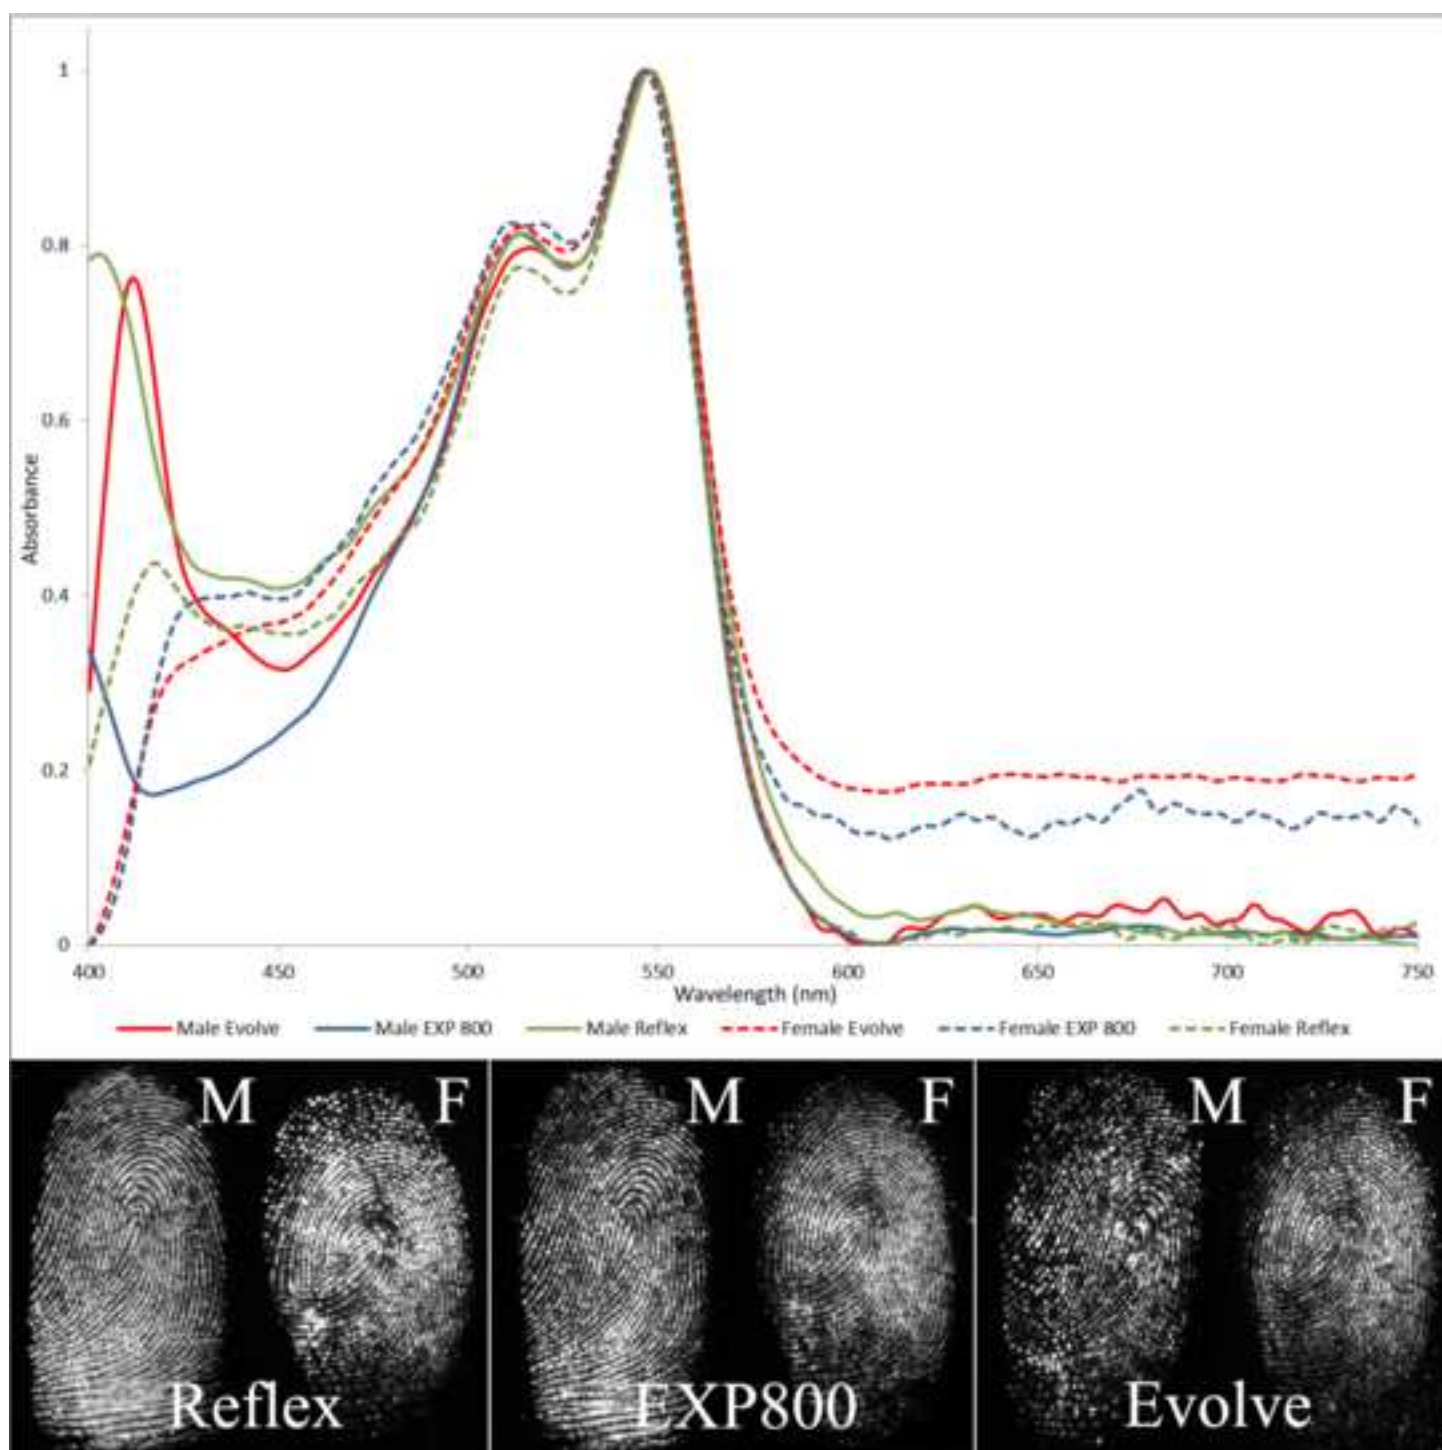 1
0.8
0.6
Absorbance
0.4
0.2
0
400 450 500 550 600 650 700 750
Wavelength (nm)
Male Evolve Male EXP 800 Male Reflex Female Evolve Female EXP 800 Female Reflex
M F M F M F
Reflex EXP800 Evolve